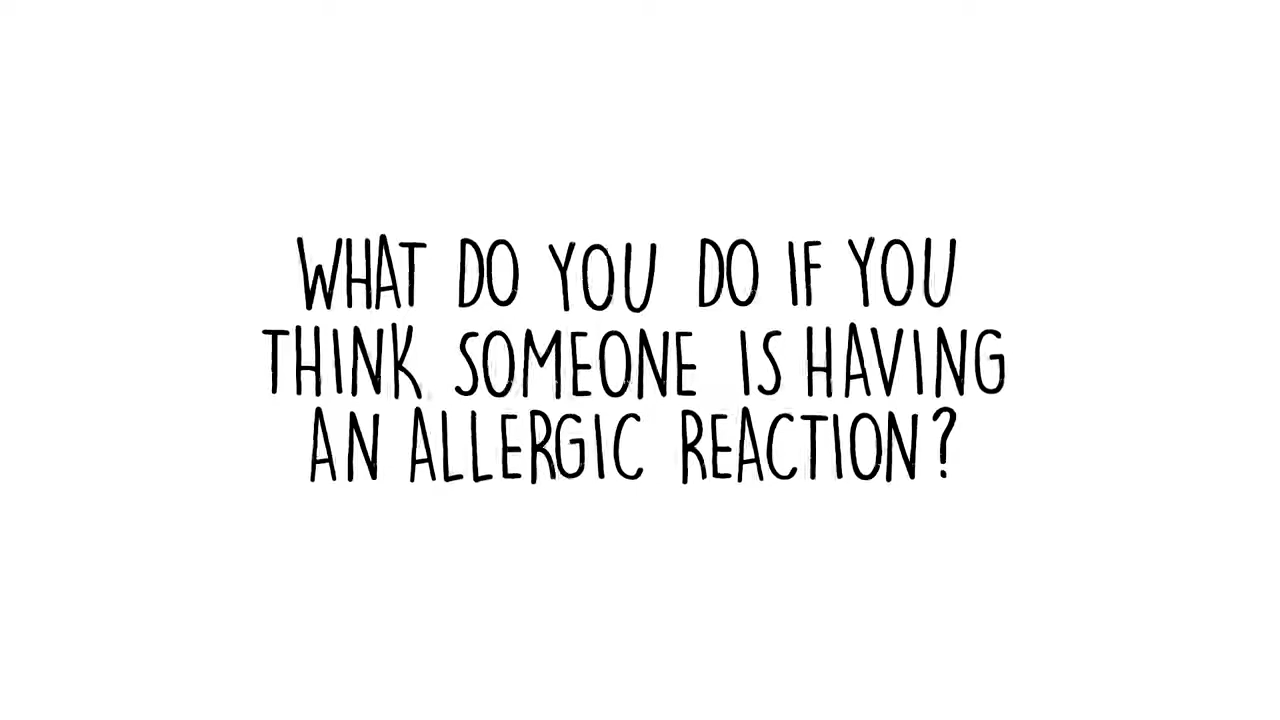 WHAT DO YOU DO IF YOU
THINK SOMEONE IS HAVING
AN ALLERGIC REACTION?